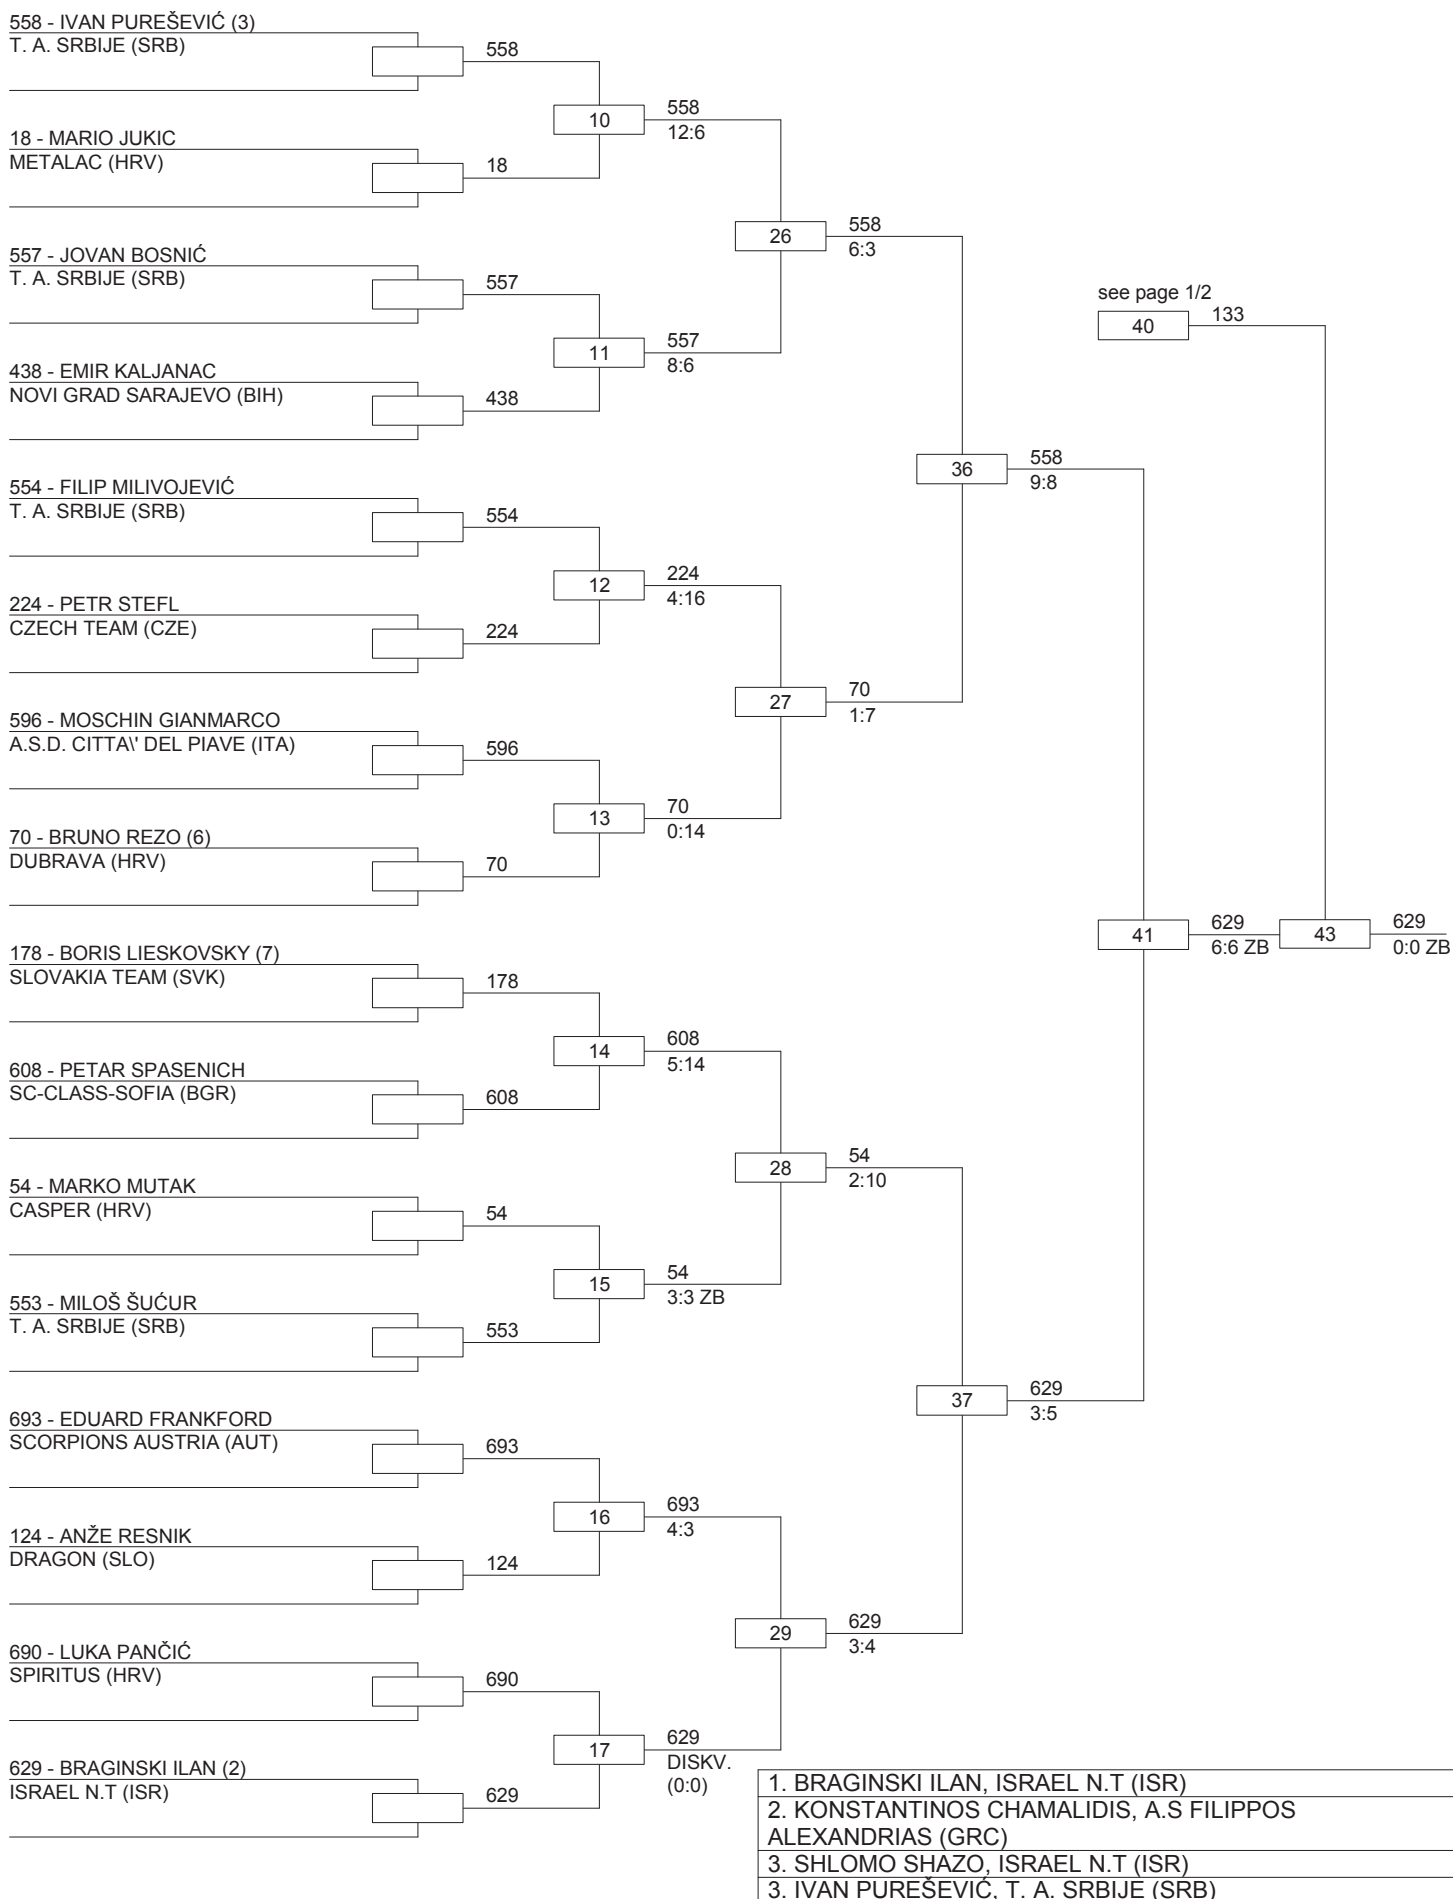 558 - IVAN PUREŠEVIĆ (3)
T. A. SRBIJE (SRB)
558
10
558
12:6
18 - MARIO JUKIC
METALAC (HRV)
18
26
558
6:3
557 - JOVAN BOSNIĆ
T. A. SRBIJE (SRB)
557
see page 1/2
40
133
11
557
8:6
438 - EMIR KALJANAC
NOVI GRAD SARAJEVO (BIH)
438
36
558
9:8
554 - FILIP MILIVOJEVIĆ
T. A. SRBIJE (SRB)
554
12
224
4:16
224 - PETR STEFL
CZECH TEAM (CZE)
224
27
70
1:7
596 - MOSCHIN GIANMARCO
A.S.D. CITTA\' DEL PIAVE (ITA)
596
13
70
0:14
70 - BRUNO REZO (6)
DUBRAVA (HRV)
70
41
629
6:6 ZB
43
629
0:0 ZB
178 - BORIS LIESKOVSKY (7)
SLOVAKIA TEAM (SVK)
178
14
608
5:14
608 - PETAR SPASENICH
SC-CLASS-SOFIA (BGR)
608
28
54
2:10
54 - MARKO MUTAK
CASPER (HRV)
54
15
54
3:3 ZB
553 - MILOŠ ŠUĆUR
T. A. SRBIJE (SRB)
553
37
629
3:5
693 - EDUARD FRANKFORD
SCORPIONS AUSTRIA (AUT)
693
16
693
4:3
124 - ANŽE RESNIK
DRAGON (SLO)
124
29
629
3:4
690 - LUKA PANČIĆ
SPIRITUS (HRV)
690
17
629
DISKV.
(0:0)
629 - BRAGINSKI ILAN (2)
ISRAEL N.T (ISR)
629
1. BRAGINSKI ILAN, ISRAEL N.T (ISR)
2. KONSTANTINOS CHAMALIDIS, A.S FILIPPOS
ALEXANDRIAS (GRC)
3. SHLOMO SHAZO, ISRAEL N.T (ISR)
3. IVAN PUREŠEVIĆ, T. A. SRBIJE (SRB)